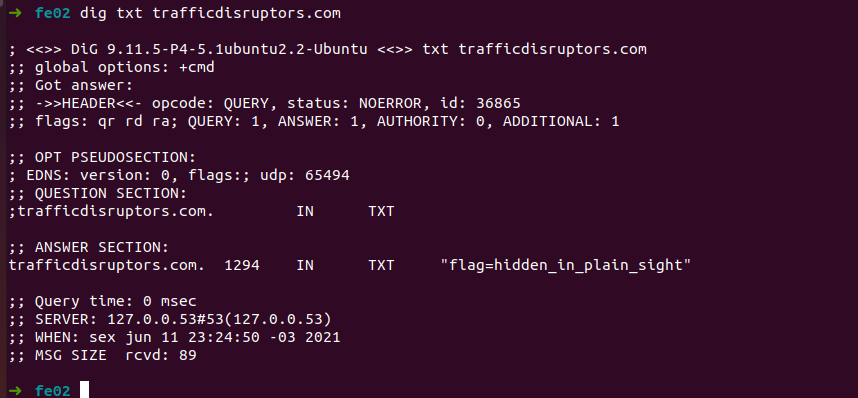 → fe02 dig txt trafficdisruptors.com
; <<>> DiG 9.11.5-P4-5.1ubuntu2.2-Ubuntu <<>> txt trafficdisruptors.com
;; global options: +cmd
;; Got answer:
;; ->>HEADER<<- opcode: QUERY, status: NOERROR, id: 36865
;; flags: qr rd ra; QUERY: 1, ANSWER: 1, AUTHORITY: 0, ADDITIONAL: 1
;; OPT PSEUDOSECTION:
; EDNS: version: 0, flags:; udp: 65494
;; QUESTION SECTION:
;trafficdisruptors.com. IN TXT
;; ANSWER SECTION:
trafficdisruptors.com. 1294 IN TXT "flag=hidden_in_plain_sight"
;; Query time: 0 msec
;; SERVER: 127.0.0.53#53(127.0.0.53)
;; WHEN: sex jun 11 23:24:50 -03 2021
;; MSG SIZE rcvd: 89
→ fe02